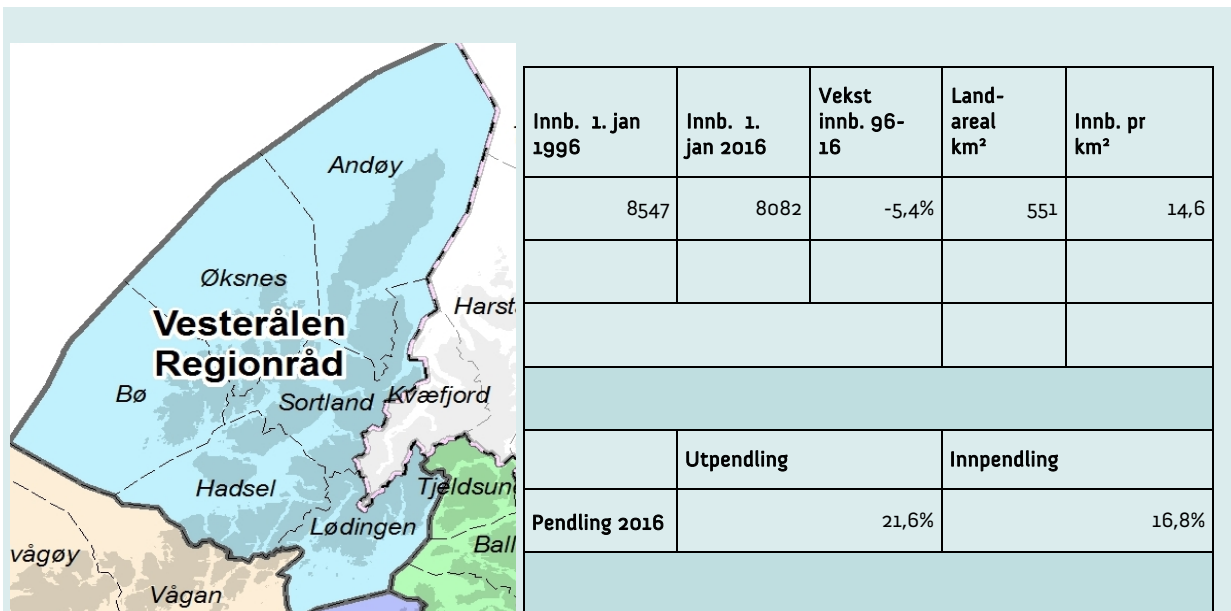 Andøy
Øksnes
Harst
Vesterålen
Regionråd
Bø
Sortland
Kvæfjord
Hadsel
Tjeldsun
Lødingen
vågøy
Ball
Vågan
Innb. 1. jan
1996
Innb. 1.
jan 2016
Vekst
innb. 96-
16
Land-
areal
km²
Innb. pr
km²
8547
8082
-5,4%
551
14,6
Utpendling
Innpendling
Pendling 2016
21,6%
16,8%